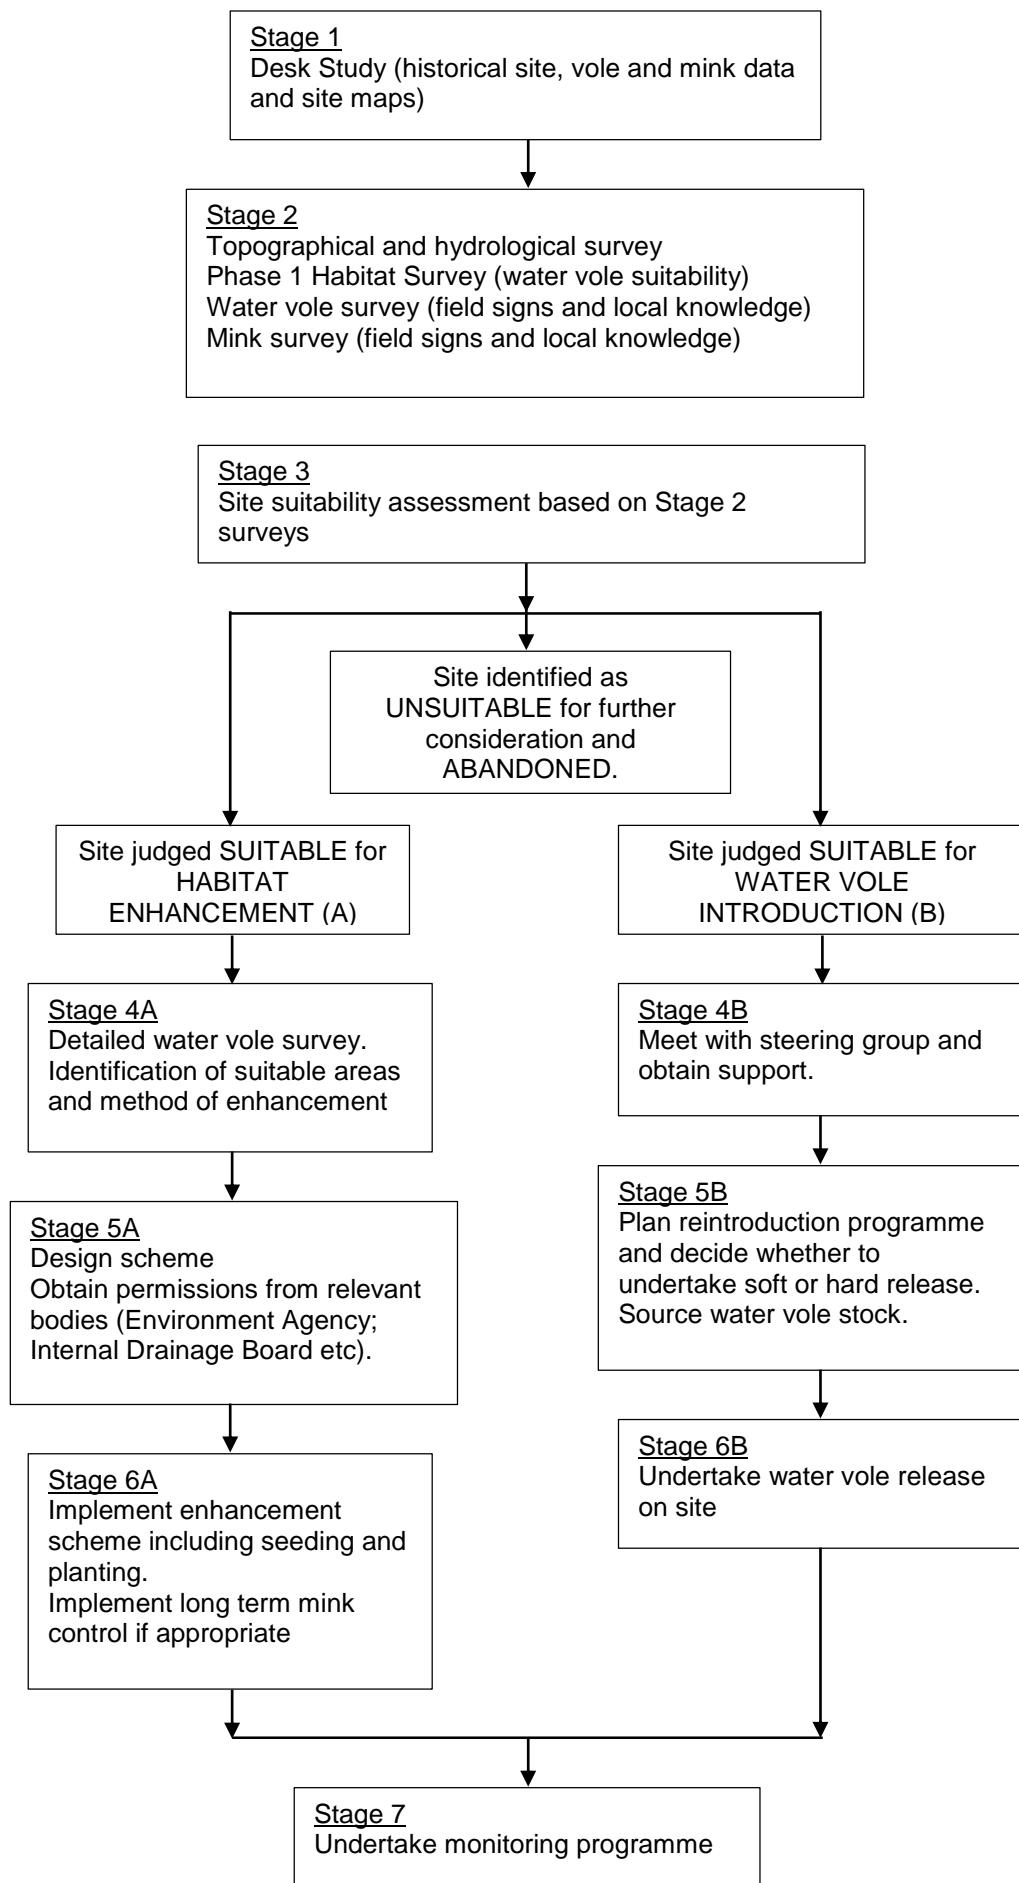 Stage 1
Desk Study (historical site, vole and mink data
and site maps)
Stage 2
Topographical and hydrological survey
Phase 1 Habitat Survey (water vole suitability)
Water vole survey (field signs and local knowledge)
Mink survey (field signs and local knowledge)
Stage 3
Site suitability assessment based on Stage 2
surveys
Site identified as
UNSUITABLE for further
consideration and
ABANDONED.
Site judged SUITABLE for
HABITAT
ENHANCEMENT (A)
Site judged SUITABLE for
WATER VOLE
INTRODUCTION (B)
Stage 4A
Detailed water vole survey.
Identification of suitable areas
and method of enhancement
Stage 4B
Meet with steering group and
obtain support.
Stage 5A
Design scheme
Obtain permissions from relevant
bodies (Environment Agency;
Internal Drainage Board etc).
Stage 5B
Plan reintroduction programme
and decide whether to
undertake soft or hard release.
Source water vole stock.
Stage 6A
Implement enhancement
scheme including seeding and
planting.
Implement long term mink
control if appropriate
Stage 6B
Undertake water vole release
on site
Stage 7
Undertake monitoring programme